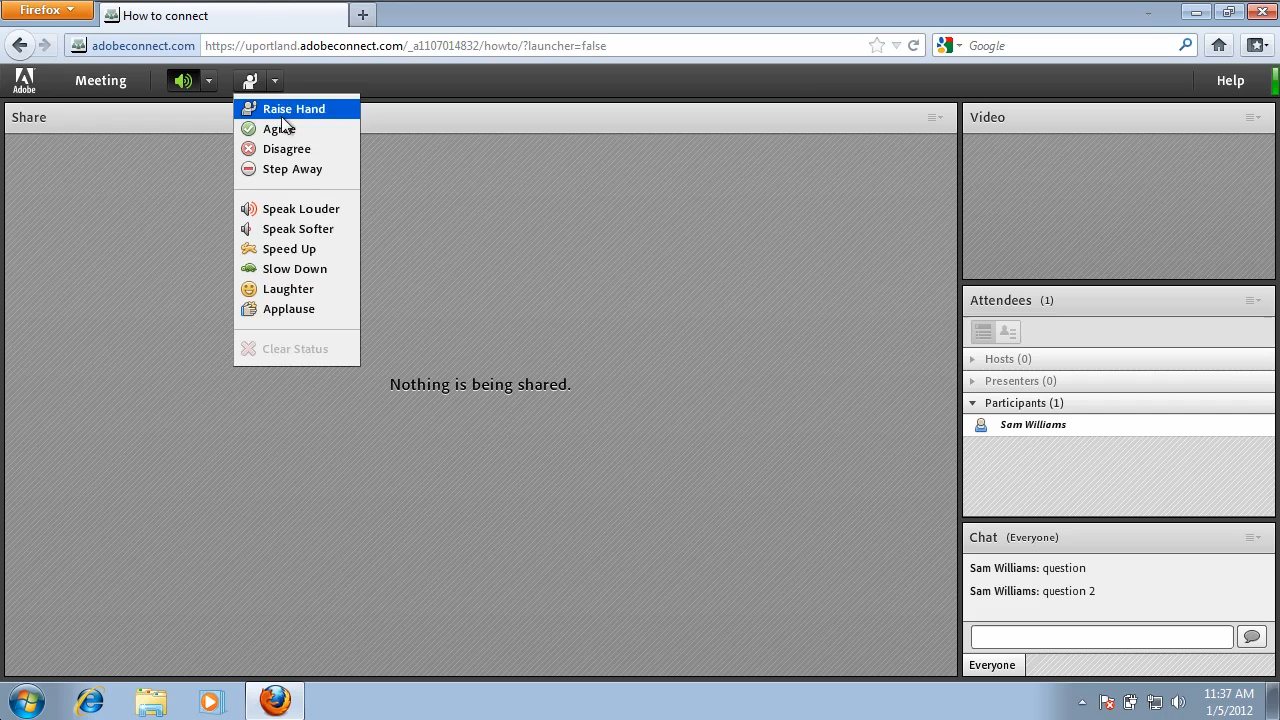 Firefox
How to connect
adobeconnect.com
https://uportland.adobeconnect.com/_a1107014832/howto/?launcher=false
Google
Adobe
Meeting
Help
Raise Hand
Agree
Disagree
Step Away
Speak Louder
Speak Softer
Speed Up
Slow Down
Laughter
Applause
Clear Status
Share
Nothing is being shared.
Video
Attendees (1)
Hosts (0)
Presenters (0)
Participants (1)
Sam Williams
Chat (Everyone)
Sam Williams: question
Sam Williams: question 2
Everyone
11:37 AM
1/5/2012